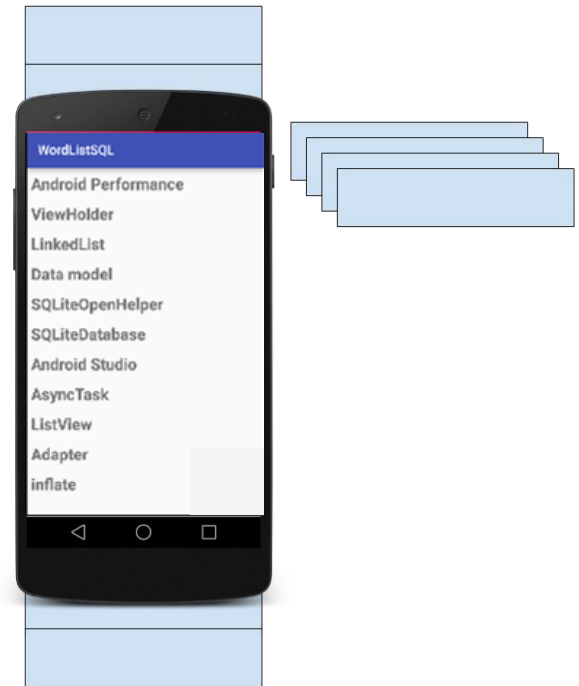 WordListSQL
Android Performance
ViewHolder
LinkedList
Data model
SQLiteOpenHelper
SQLiteDatabase
Android Studio
AsyncTask
ListView
Adapter
inflate